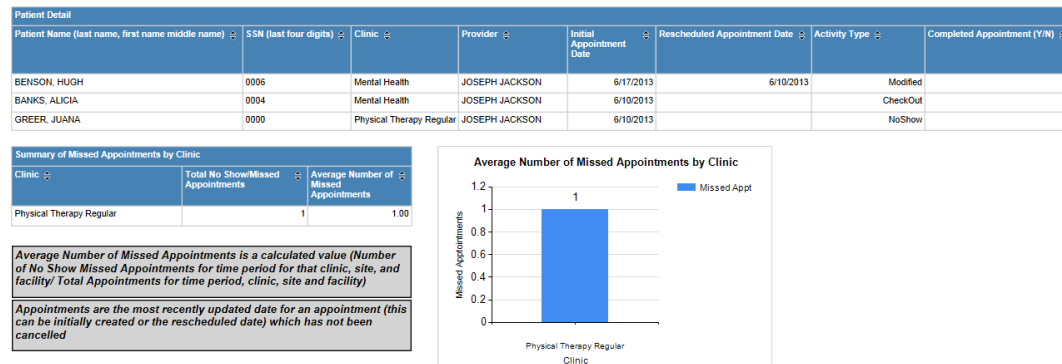 Patient Detail
Patient Name (last name, first name middle name) SSN (last four digits) Clinic Provider Initial Appointment Date Rescheduled Appointment Date Activity Type Completed Appointment (Y/N)
BENSON, HUGH 0006 Mental Health JOSEPH JACKSON 6/17/2013 6/10/2013 Modified
BANKS, ALICIA 0004 Mental Health JOSEPH JACKSON 6/10/2013 CheckOut
GREER, JUANA 0000 Physical Therapy Regular JOSEPH JACKSON 6/10/2013 NoShow
Summary of Missed Appointments by Clinic
Clinic Total No Show/Missed Appointments Average Number of Missed Appointments
Physical Therapy Regular 1 1.00
Average Number of Missed Appointments is a calculated value (Number
of No Show Missed Appointments for time period for that clinic, site, and
facility/ Total Appointments for time period, clinic, site and facility)
Appointments are the most recently updated date for an appointment (this
can be initially created or the rescheduled date) which has not been
cancelled
Average Number of Missed Appointments by Clinic
Missed Appt
Missed Apptointments
1.2
1
0.8
0.6
0.4
0.2
0
1
Physical Therapy Regular
Clinic